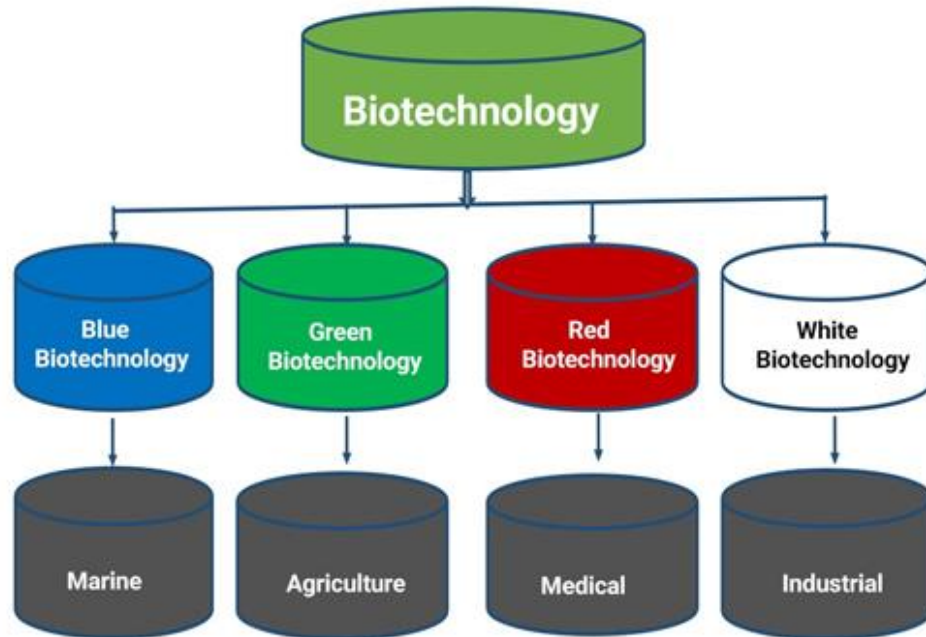 Biotechnology
Blue
Biotechnology
Green
Biotechnology
Red
Biotechnology
White
Biotechnology
Marine
Agriculture
Medical
Industrial